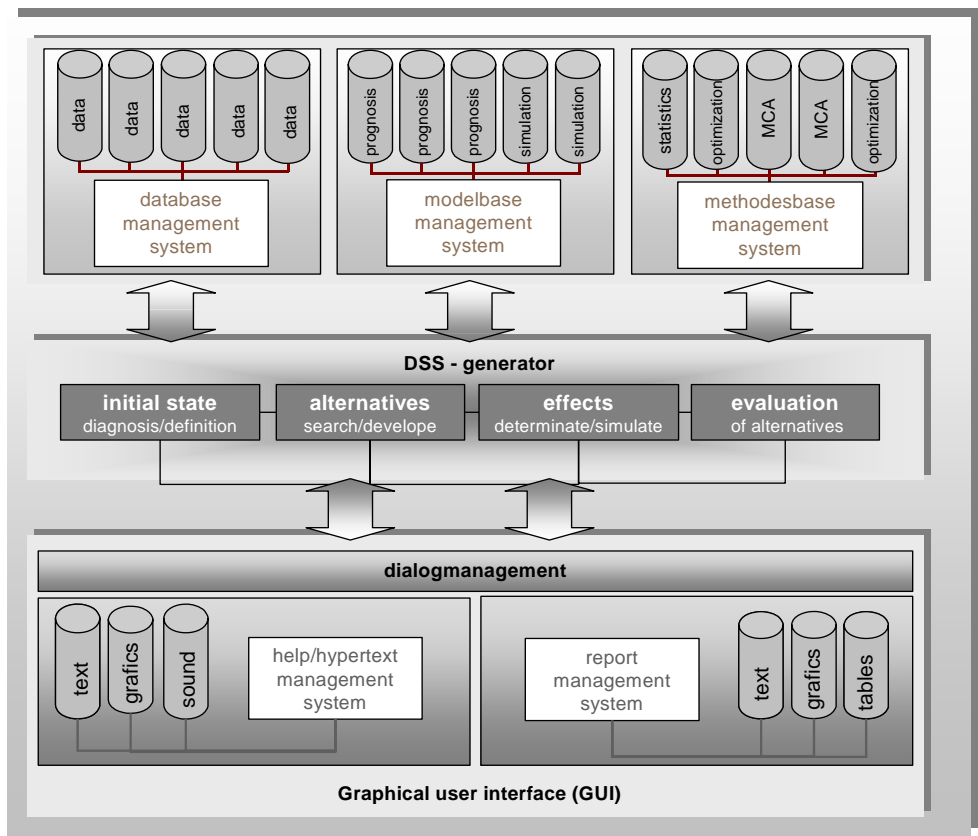 data
data
data
data
data
database
management
system
prognosis
prognosis
prognosis
simulation
simulation
modelbase
management
system
statistics
optimization
MCA
MCA
optimization
methodesbase
management
system
DSS - generator
initial state
diagnosis/definition
alternatives
search/develope
effects
determinate/simulate
evaluation
of alternatives
dialogmanagement
text
grafics
sound
help/hypertext
management
system
report
management
system
text
grafics
tables
Graphical user interface (GUI)